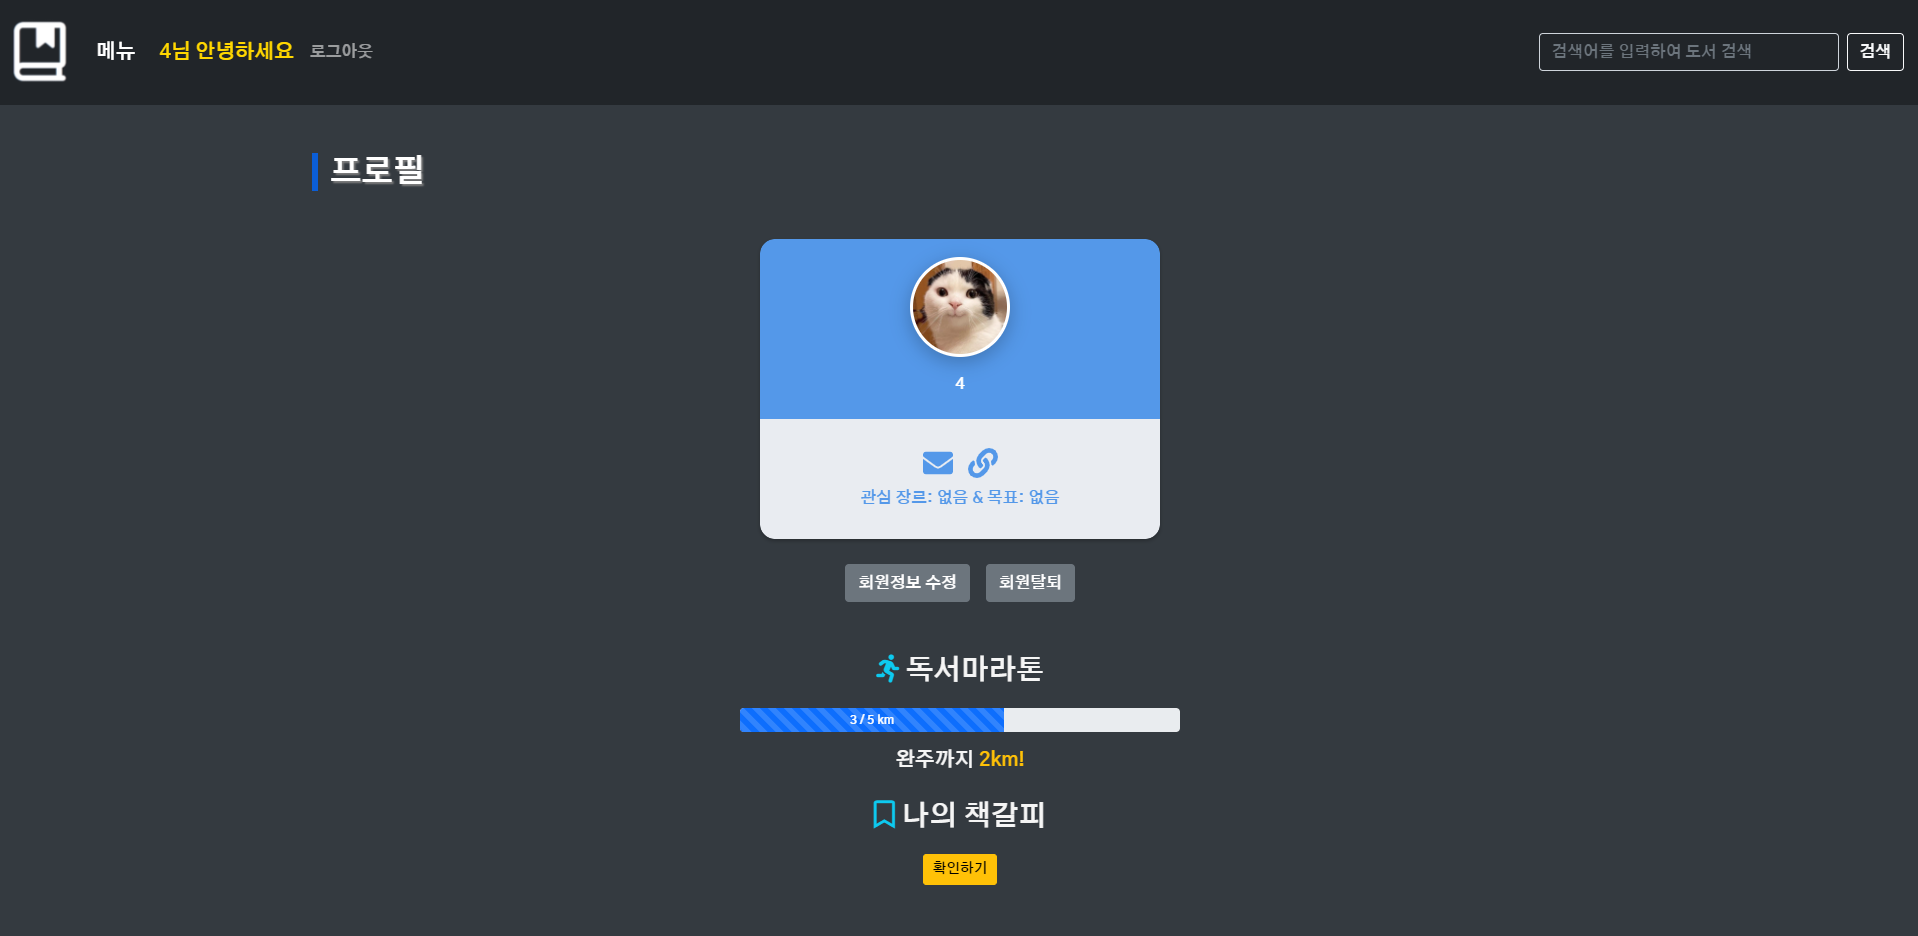 메뉴 4님 안녕하세요 로그아웃 검색어를 입력하여 도서 검색 검색
프로필
4
관심 장르: 없음 & 목표: 없음
회원정보 수정 회원탈퇴
독서마라톤
3 / 5 km
완주까지 2km!
나의 책갈피
확인하기